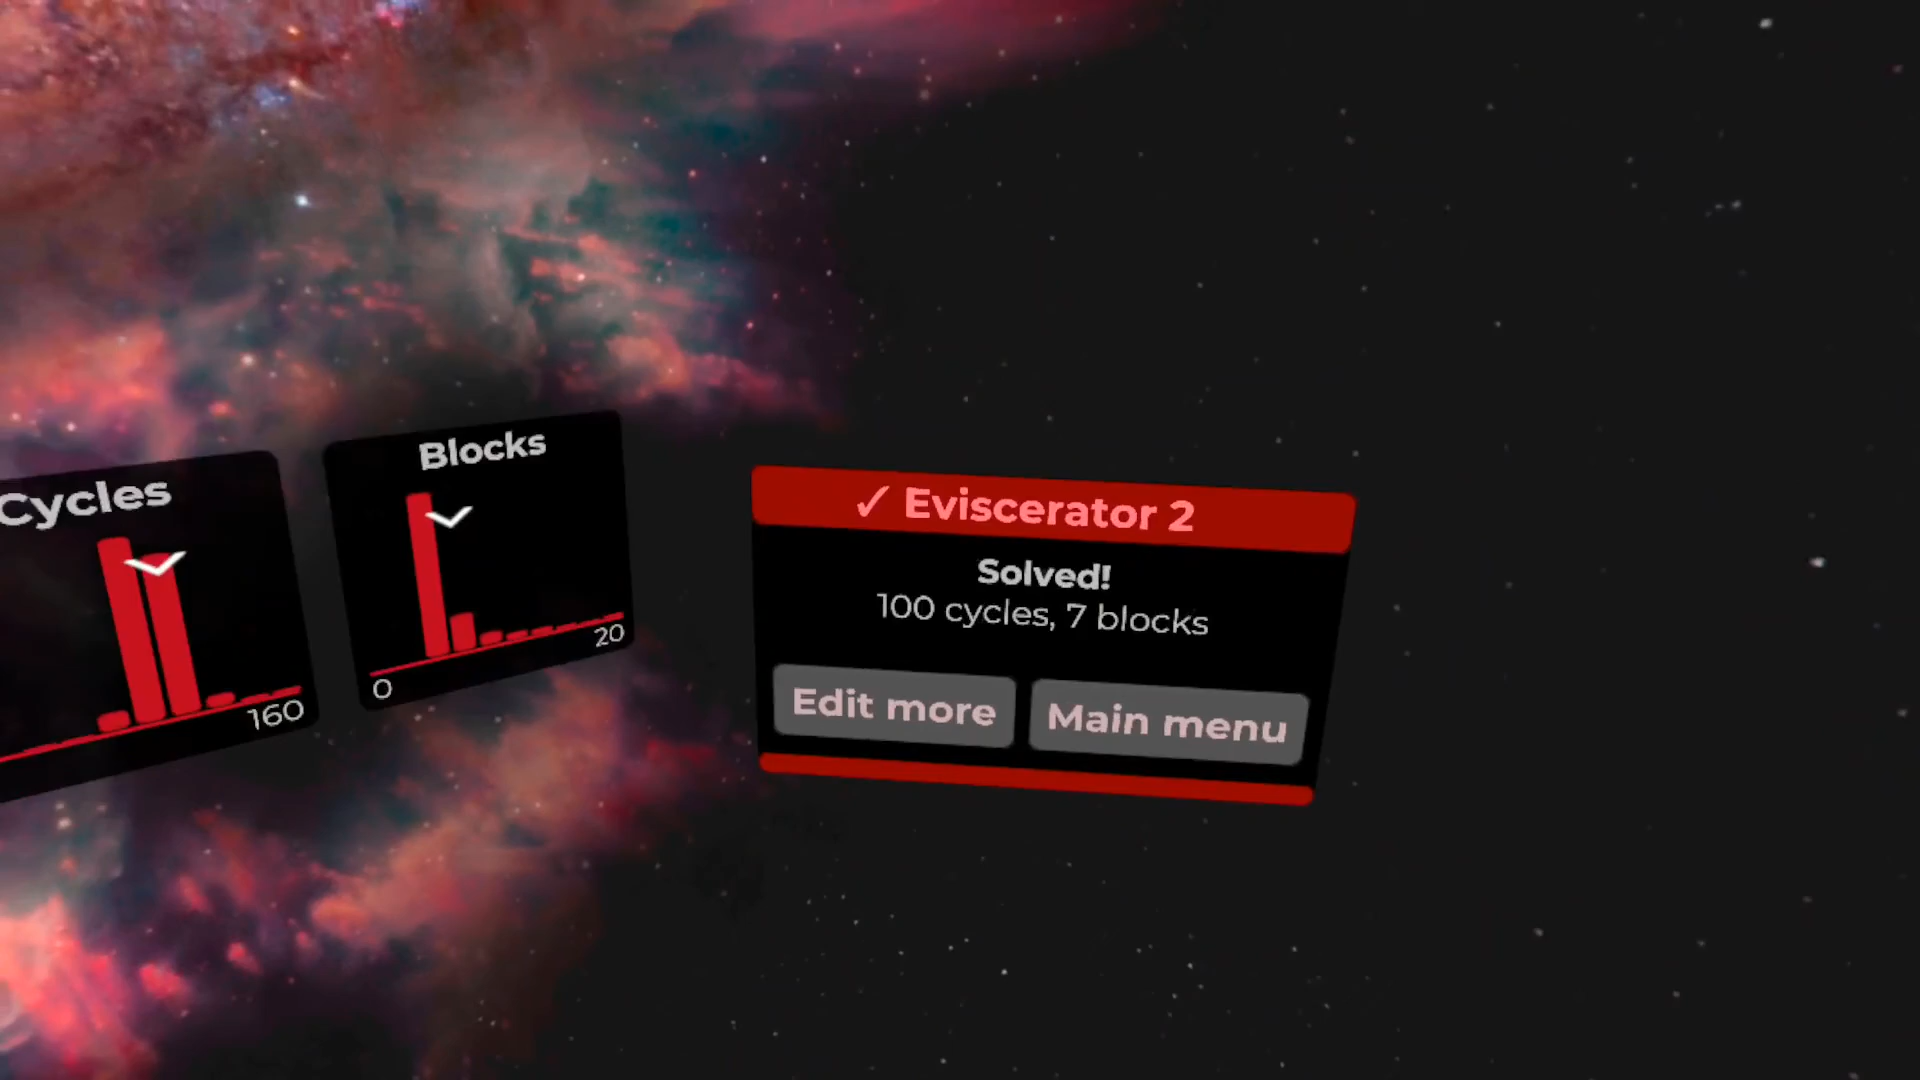 Cycles
160
Blocks
0
20
✓ Eviscerator 2
Solved!
100 cycles, 7 blocks
Edit more
Main menu